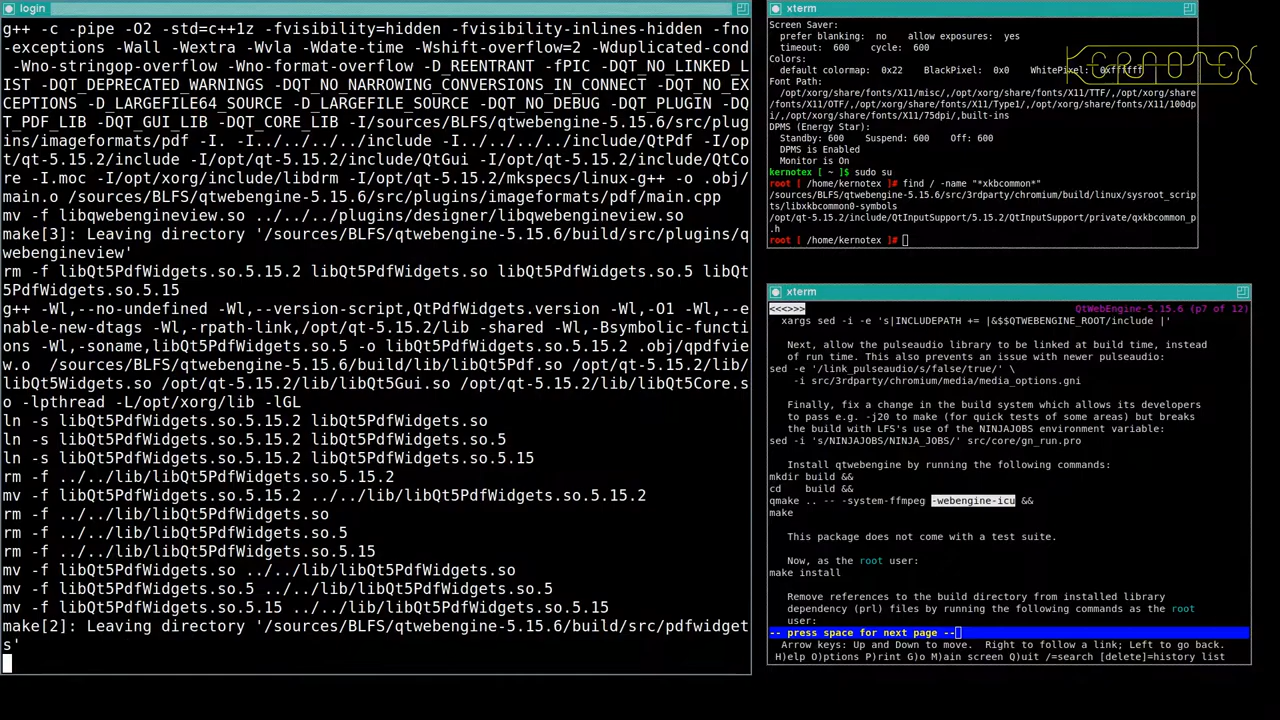 login
g++ -c -pipe -O2 -std=c++1z -fvisibility=hidden -fvisibility-inlines-hidden -fno
-exceptions -Wall -Wextra -Wvla -Wdate-time -Wshift-overflow=2 -Wduplicated-cond
 -Wno-stringop-overflow -Wno-format-overflow -D_REENTRANT -fPIC -DQT_NO_LINKED_L
IST -DQT_DEPRECATED_WARNINGS -DQT_NO_NARROWING_CONVERSIONS_IN_CONNECT -DQT_NO_EX
CEPTIONS -D_LARGEFILE64_SOURCE -D_LARGEFILE_SOURCE -DQT_NO_DEBUG -DQT_PLUGIN -DQ
T_PDF_LIB -DQT_GUI_LIB -DQT_CORE_LIB -I/sources/BLFS/qtwebengine-5.15.6/src/plug
ins/imageformats/pdf -I. -I../../../../include -I../../../../include/QtPdf -I/op
t/qt-5.15.2/include -I/opt/qt-5.15.2/include/QtGui -I/opt/qt-5.15.2/include/QtCo
re -I.moc -I/opt/xorg/include/libdrm -I/opt/qt-5.15.2/mkspecs/linux-g++ -o .obj/
main.o /sources/BLFS/qtwebengine-5.15.6/src/plugins/imageformats/pdf/main.cpp
mv -f libqwebengineview.so ../../../plugins/designer/libqwebengineview.so
make[3]: Leaving directory '/sources/BLFS/qtwebengine-5.15.6/build/src/plugins/q
webengineview'
rm -f libQt5PdfWidgets.so.5.15.2 libQt5PdfWidgets.so libQt5PdfWidgets.so.5 libQt
5PdfWidgets.so.5.15
g++ -Wl,--no-undefined -Wl,--version-script,QtPdfWidgets.version -Wl,-O1 -Wl,--e
nable-new-dtags -Wl,-rpath-link,/opt/qt-5.15.2/lib -shared -Wl,-Bsymbolic-functi
ons -Wl,-soname,libQt5PdfWidgets.so.5 -o libQt5PdfWidgets.so.5.15.2 .obj/qpdfvie
w.o  /sources/BLFS/qtwebengine-5.15.6/build/lib/libQt5Pdf.so /opt/qt-5.15.2/lib/
libQt5Widgets.so /opt/qt-5.15.2/lib/libQt5Gui.so /opt/qt-5.15.2/lib/libQt5Core.s
o -lpthread -L/opt/xorg/lib -lGL
ln -s libQt5PdfWidgets.so.5.15.2 libQt5PdfWidgets.so
ln -s libQt5PdfWidgets.so.5.15.2 libQt5PdfWidgets.so.5
ln -s libQt5PdfWidgets.so.5.15.2 libQt5PdfWidgets.so.5.15
rm -f ../../lib/libQt5PdfWidgets.so.5.15.2
mv -f libQt5PdfWidgets.so.5.15.2 ../../lib/libQt5PdfWidgets.so.5.15.2
rm -f ../../lib/libQt5PdfWidgets.so
rm -f ../../lib/libQt5PdfWidgets.so.5
rm -f ../../lib/libQt5PdfWidgets.so.5.15
mv -f libQt5PdfWidgets.so ../../lib/libQt5PdfWidgets.so
mv -f libQt5PdfWidgets.so.5 ../../lib/libQt5PdfWidgets.so.5
mv -f libQt5PdfWidgets.so.5.15 ../../lib/libQt5PdfWidgets.so.5.15
make[2]: Leaving directory '/sources/BLFS/qtwebengine-5.15.6/build/src/pdfwidget
s'
xterm
Screen Saver:
  prefer blanking:  no    allow exposures:  yes
  timeout:  600    cycle:  600
Colors:
  default colormap: 0x22    BlackPixel: 0x0    WhitePixel: 0xffffff
Font Path:
  /opt/xorg/share/fonts/X11/misc/,/opt/xorg/share/fonts/X11/TTF/,/opt/xorg/share
/fonts/X11/OTF/,/opt/xorg/share/fonts/X11/Type1/,/opt/xorg/share/fonts/X11/100dp
i/,/opt/xorg/share/fonts/X11/75dpi/,built-ins
DPMS (Energy Star):
  Standby: 600    Suspend: 600    Off: 600
  DPMS is Enabled
  Monitor is On
kernotex [ ~ ]$ sudo su
root [ /home/kernotex ]# find / -name "*xkbcommon*"
/sources/BLFS/qtwebengine-5.15.6/src/3rdparty/chromium/build/linux/sysroot_scrip
ts/libxkbcommon0-symbols
/opt/qt-5.15.2/include/QtInputSupport/5.15.2/QtInputSupport/private/qxkbcommon_p
.h
root [ /home/kernotex ]#
KERNOTEX
xterm
<<<>>> QtWebEngine-5.15.6 (p7 of 12)
xargs sed -i -e 's|INCLUDEPATH += |&$$QTWEBENGINE_ROOT/include |'
Next, allow the pulseaudio library to be linked at build time, instead
of run time. This also prevents an issue with newer pulseaudio:
sed -e '/link_pulseaudio/s/false/true/' \
    -i src/3rdparty/chromium/media/media_options.gni
Finally, fix a change in the build system which allows its developers
to pass e.g. -j20 to make (for quick tests of some areas) but breaks
the build with LFS's use of the NINJAJOBS environment variable:
sed -i 's/NINJAJOBS/NINJA_JOBS/' src/core/gn_run.pro
Install qtwebengine by running the following commands:
mkdir build &&
cd    build &&
qmake .. -- -system-ffmpeg -webengine-icu &&
make
This package does not come with a test suite.
Now, as the root user:
make install
Remove references to the build directory from installed library
dependency (prl) files by running the following commands as the root
user:
-- press space for next page --
Arrow keys: Up and Down to move.  Right to follow a link; Left to go back.
H)elp O)ptions P)rint G)o M)ain screen Q)uit /=search [delete]=history list